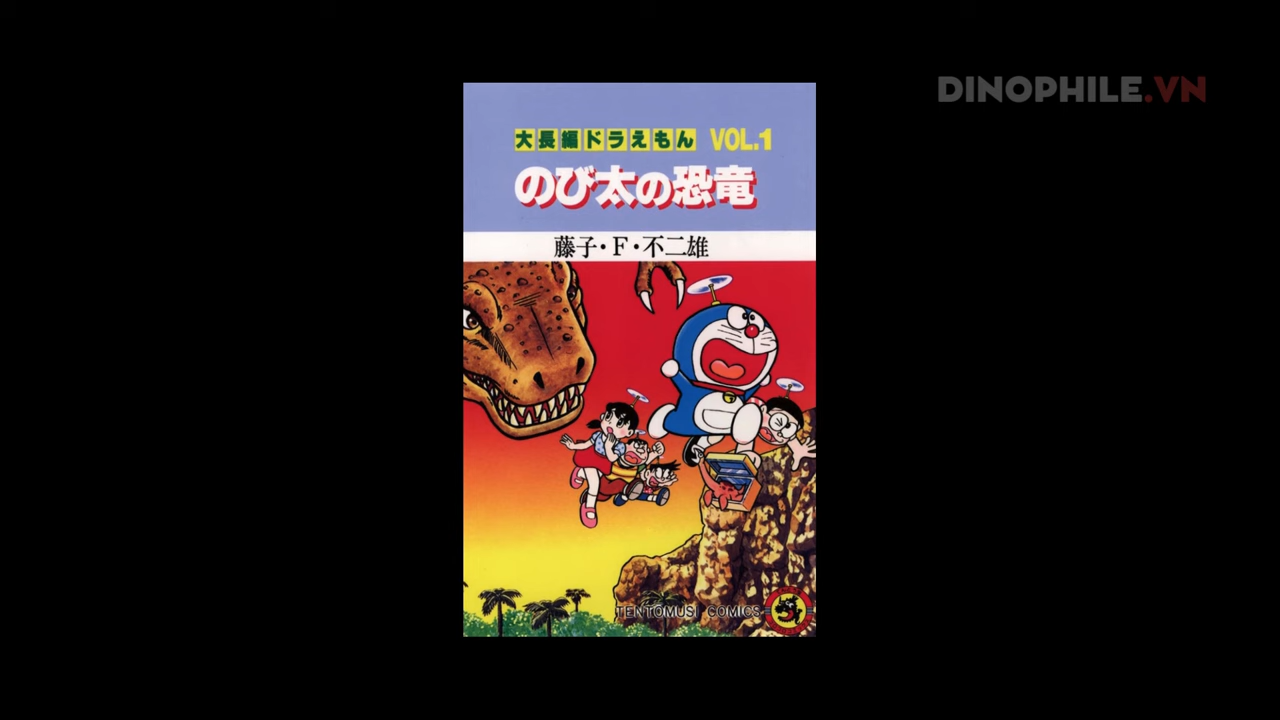 DINOPHILE.VN
大長編ドラえもん VOL.1
のび太の恐竜
藤子・F・不二雄
TENTOMUSI COMICS